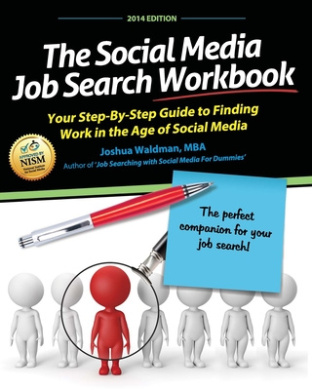 2014 EDITION
The Social Media
Job Search Workbook
Your Step-By-Step Guide to Finding
Work in the Age of Social Media
Joshua Waldman, MBA
Author of 'Job Searching with Social Media For Dummies'
NISM
The perfect
companion for your
job search!